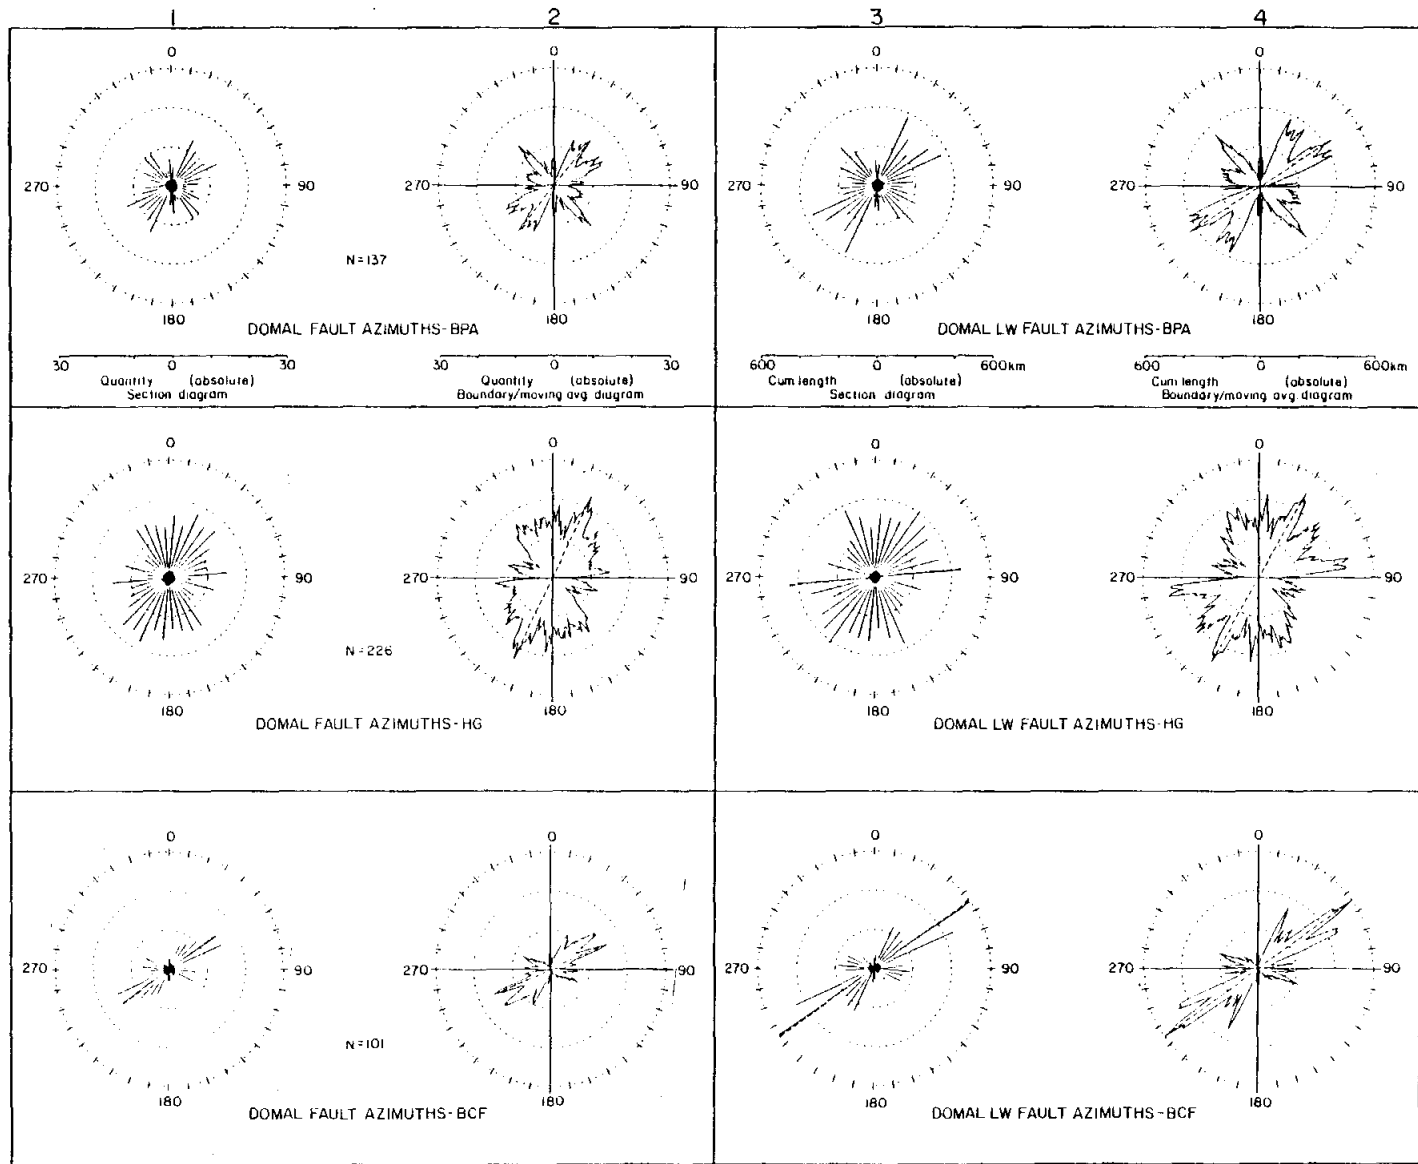 1 2 3 4
0 0 0 0
270 90 270 90 270 90 270 90
N=137
180 180 180 180
DOMAL FAULT AZIMUTHS-BPA DOMAL LW FAULT AZIMUTHS-BPA
30 0 30 30 0 30 600 0 600km 600 0 600km
Quantity (absolute) Quantity (absolute) Cum length (absolute) Cum length (absolute)
Section diagram Boundary/moving avg diagram Section diagram Boundary/moving avg. diagram
0 0 0 0
270 90 270 90 270 90 270 90
N=226
180 180 180 180
DOMAL FAULT AZIMUTHS-HG DOMAL LW FAULT AZIMUTHS-HG
0 0 0 0
270 90 270 90 270 90 270 90
N=101
180 180 180 180
DOMAL FAULT AZIMUTHS-BCF DOMAL LW FAULT AZIMUTHS-BCF